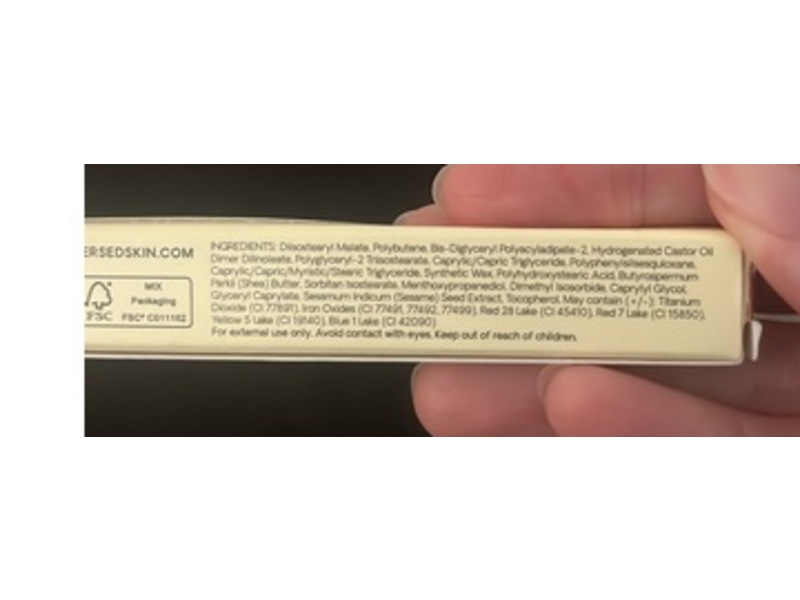 ERSEDSKIN.COM
FSC
MIX
Packaging
FSC® C011182
INGREDIENTS: Diisostearyl Malate, Polybutene, Bis-Diglyceryl Polyacyladipate-2, Hydrogenated Castor Oil
Dimer Dilinoleate, Polyglyceryl-2 Triisostearate, Caprylic/Capric Triglyceride, Polyphenylsilsesquioxane,
Caprylic/Capric/Myristic/Stearic Triglyceride, Synthetic Wax, Polyhydroxystearic Acid, Butyrospermum
Parkii (Shea) Butter, Sorbitan Isostearate, Menthoxypropanediol, Dimethyl Isosorbide, Caprylyl Glycol,
Glyceryl Caprylate, Sesamum Indicum (Sesame) Seed Extract, Tocopherol. May contain (+/-): Titanium
Dioxide (CI 77891), Iron Oxides (CI 77491, 77492, 77499), Red 28 Lake (CI 45410), Red 7 Lake (CI 15850),
Yellow 5 Lake (CI 19140), Blue 1 Lake (CI 42090)
For external use only. Avoid contact with eyes. Keep out of reach of children.